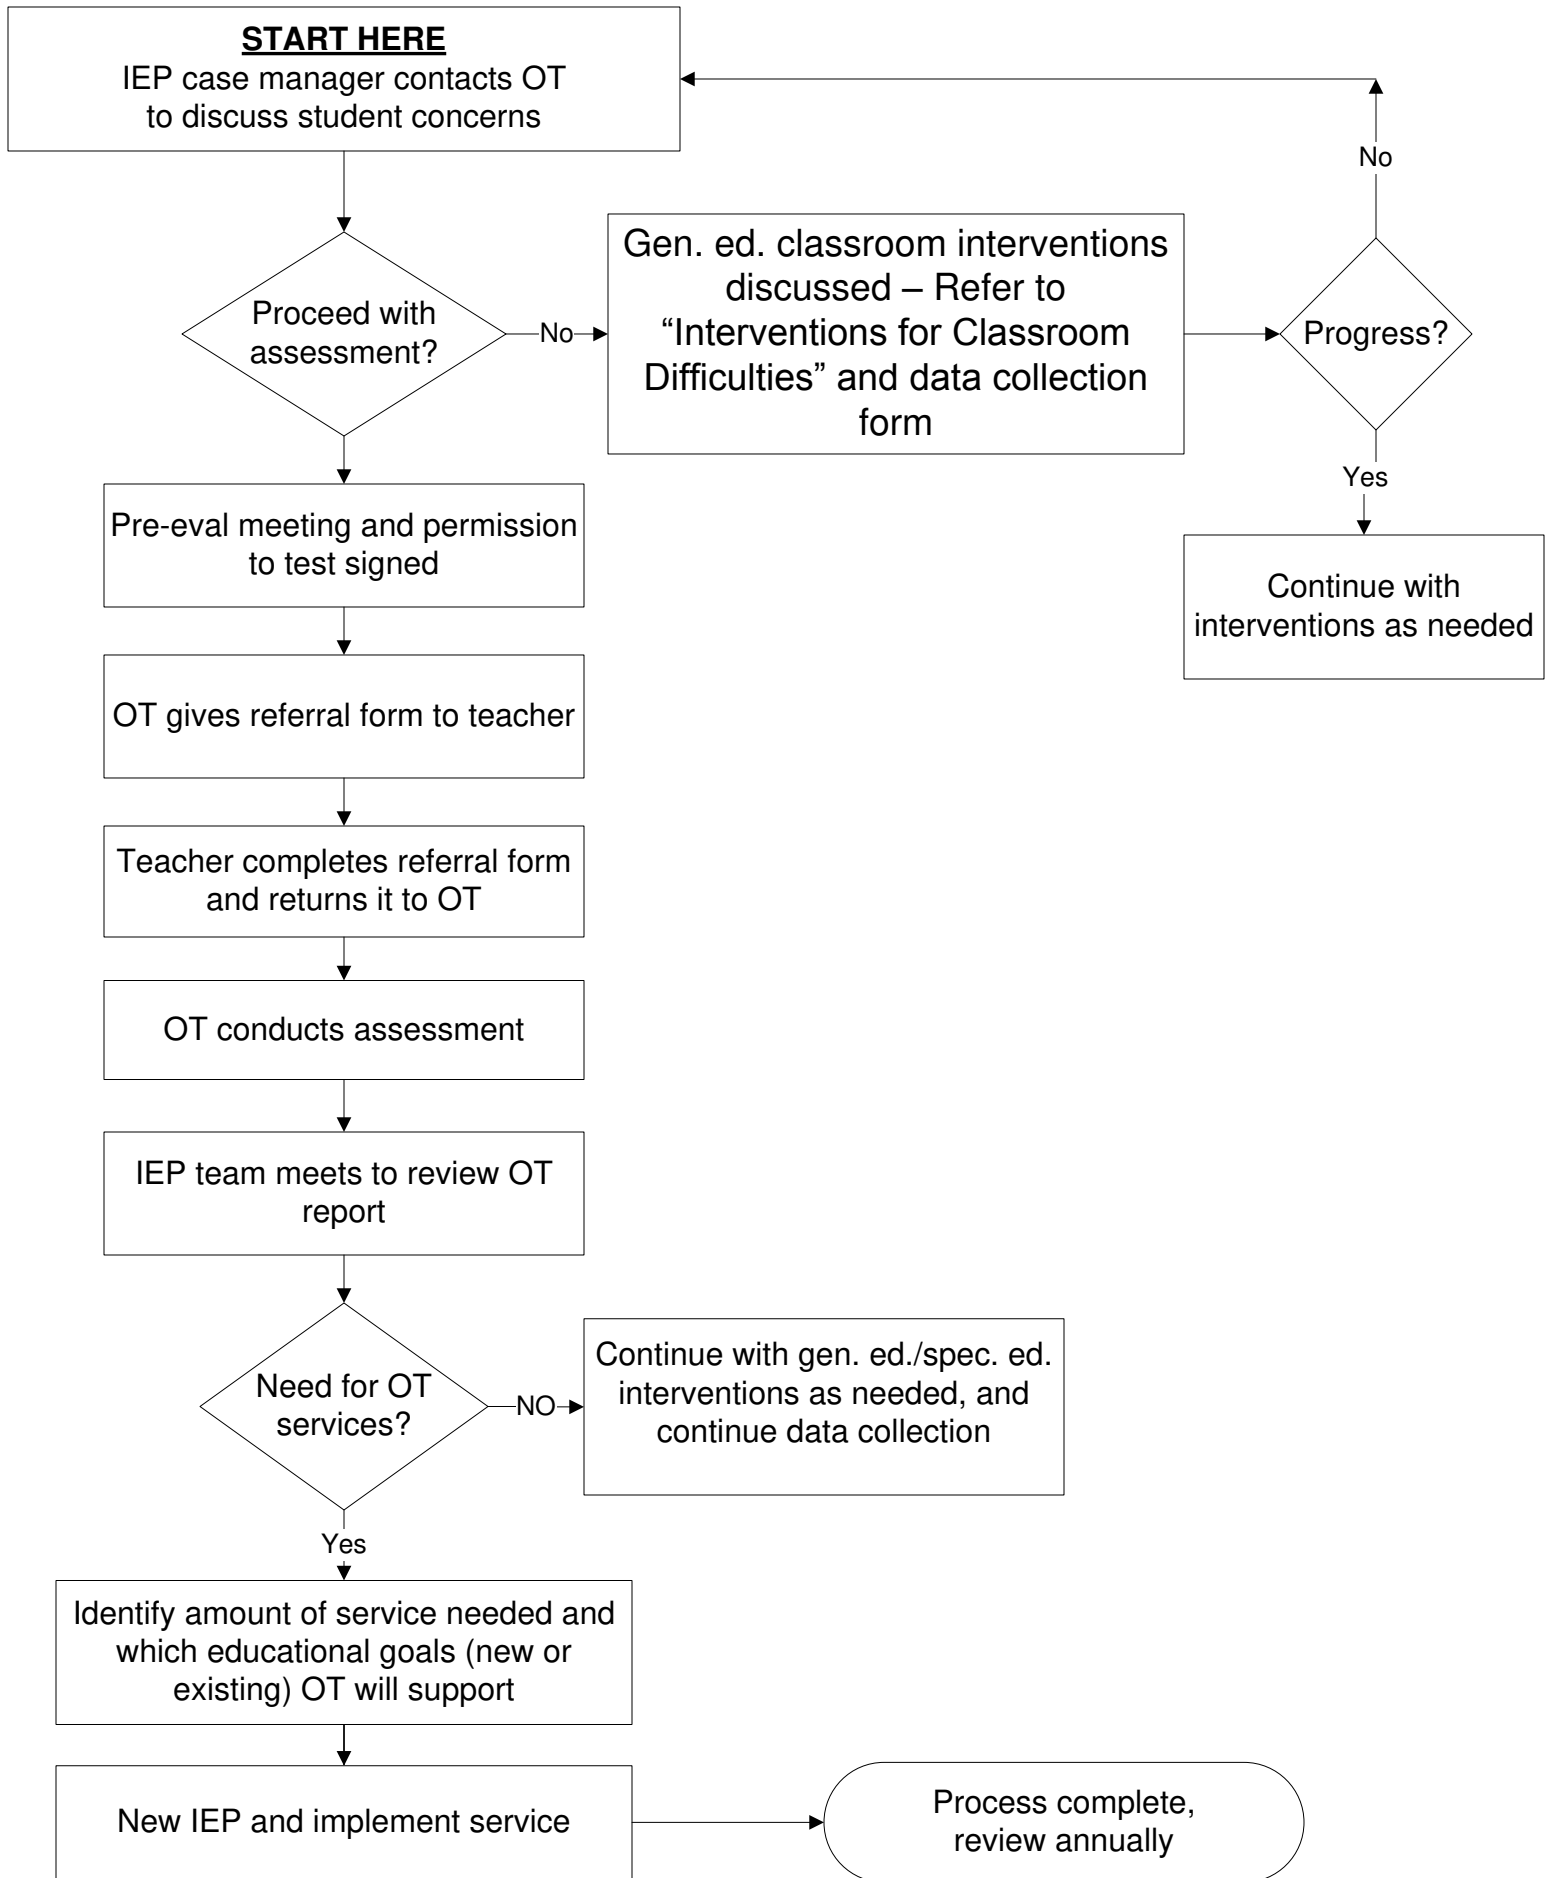 START HERE
IEP case manager contacts OT
to discuss student concerns
No
Gen. ed. classroom interventions
discussed – Refer to
“Interventions for Classroom
Difficulties” and data collection
form
Proceed with
assessment?
No
Progress?
Yes
Pre-eval meeting and permission
to test signed
Continue with
interventions as needed
OT gives referral form to teacher
Teacher completes referral form
and returns it to OT
OT conducts assessment
IEP team meets to review OT
report
Need for OT
services?
NO
Continue with gen. ed./spec. ed.
interventions as needed, and
continue data collection
Yes
Identify amount of service needed and
which educational goals (new or
existing) OT will support
New IEP and implement service
Process complete,
review annually